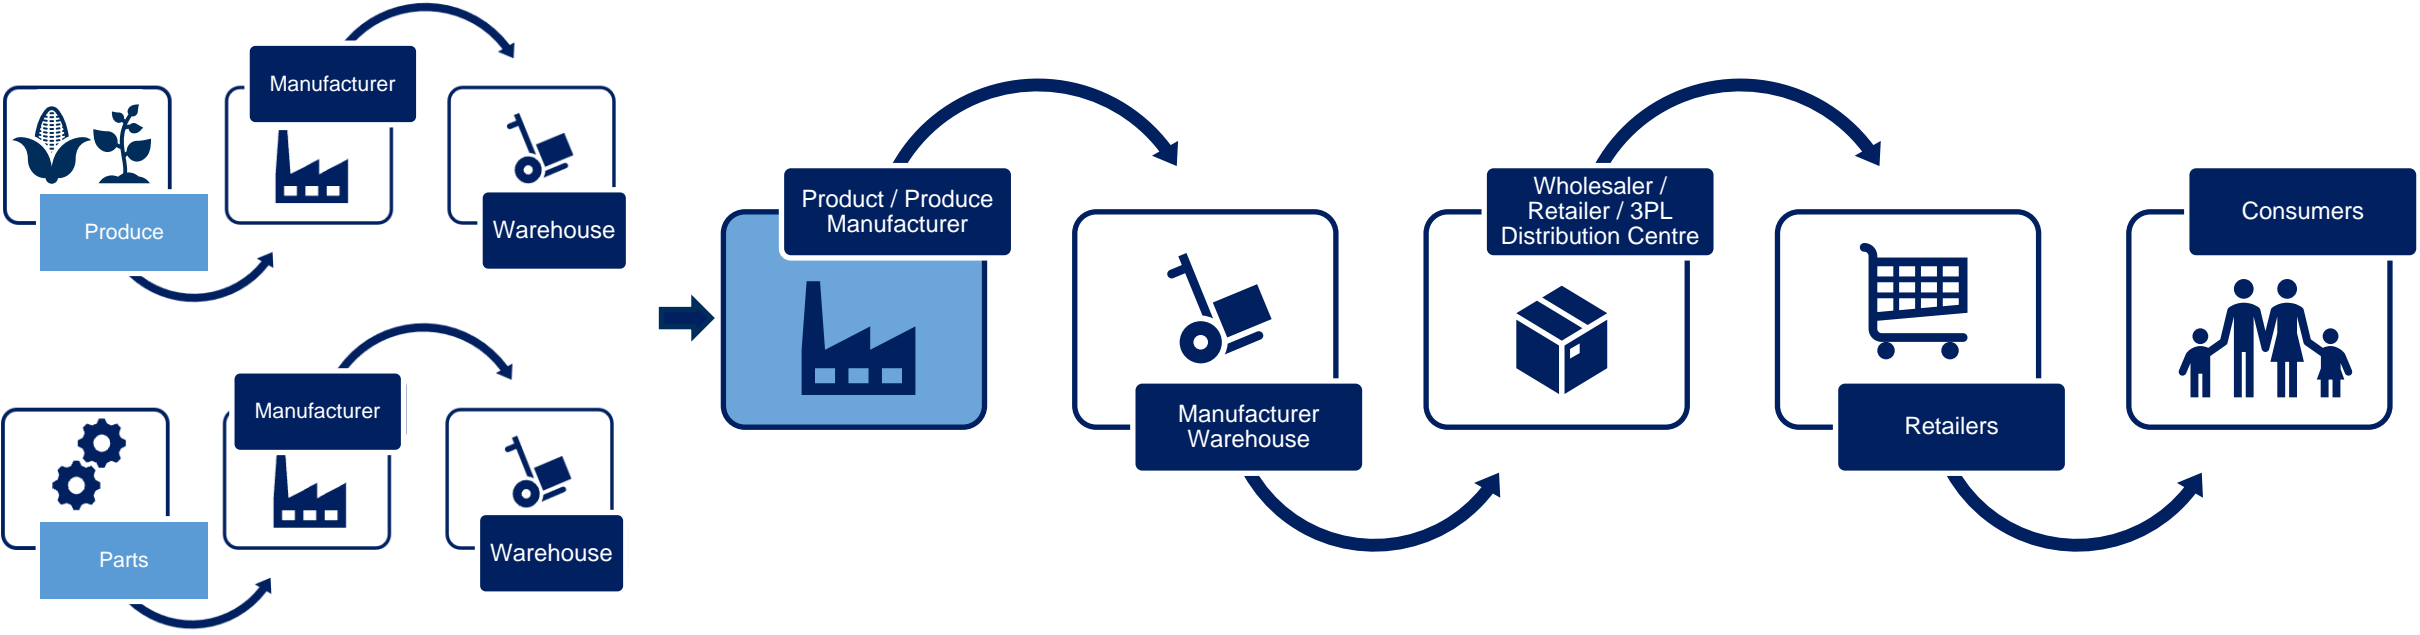 Produce
Manufacturer
Warehouse
Parts
Manufacturer
Warehouse
Product / Produce
Manufacturer
Manufacturer
Warehouse
Wholesaler /
Retailer / 3PL
Distribution Centre
Retailers
Consumers